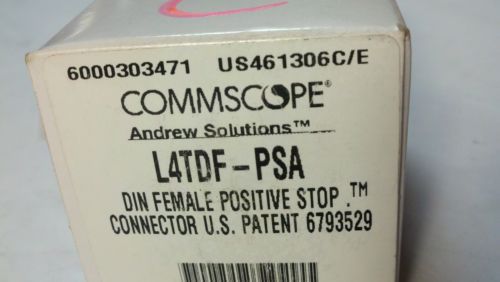 6000303471 US461306C/E
COMMSCOPE®
Andrew Solutions™
L4TDF-PSA
DIN FEMALE POSITIVE STOP .™
CONNECTOR U.S. PATENT 6793529